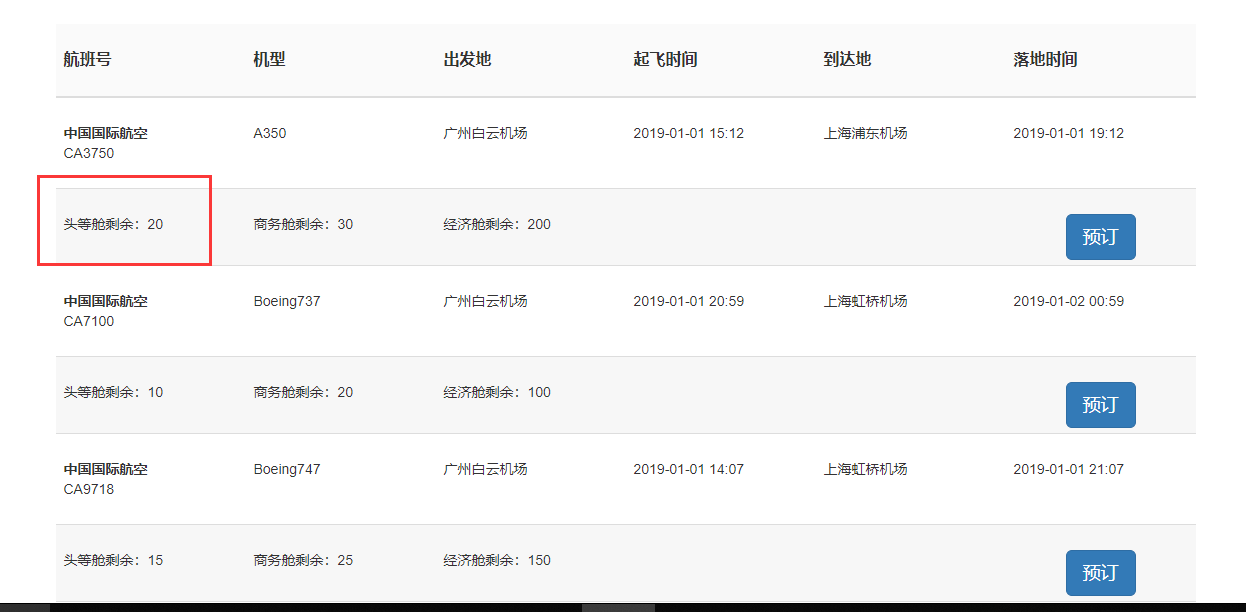 航班号 机型 出发地 起飞时间 到达地 落地时间
中国国际航空 A350 广州白云机场 2019-01-01 15:12 上海浦东机场 2019-01-01 19:12
CA3750
头等舱剩余：20 商务舱剩余：30 经济舱剩余：200 预订
中国国际航空 Boeing737 广州白云机场 2019-01-01 20:59 上海虹桥机场 2019-01-02 00:59
CA7100
头等舱剩余：10 商务舱剩余：20 经济舱剩余：100 预订
中国国际航空 Boeing747 广州白云机场 2019-01-01 14:07 上海虹桥机场 2019-01-01 21:07
CA9718
头等舱剩余：15 商务舱剩余：25 经济舱剩余：150 预订